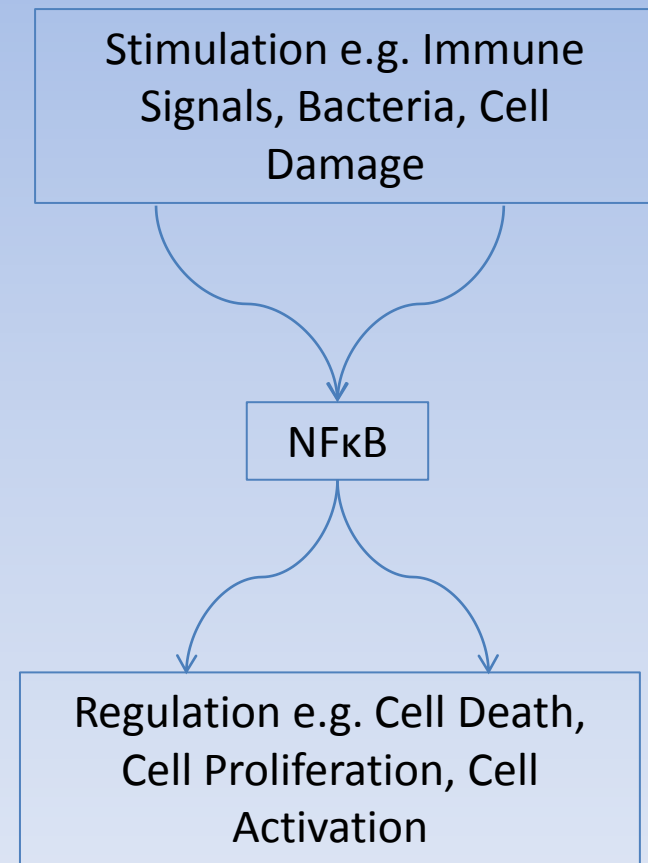 Stimulation e.g. Immune
Signals, Bacteria, Cell
Damage
NFκB
Regulation e.g. Cell Death,
Cell Proliferation, Cell
Activation